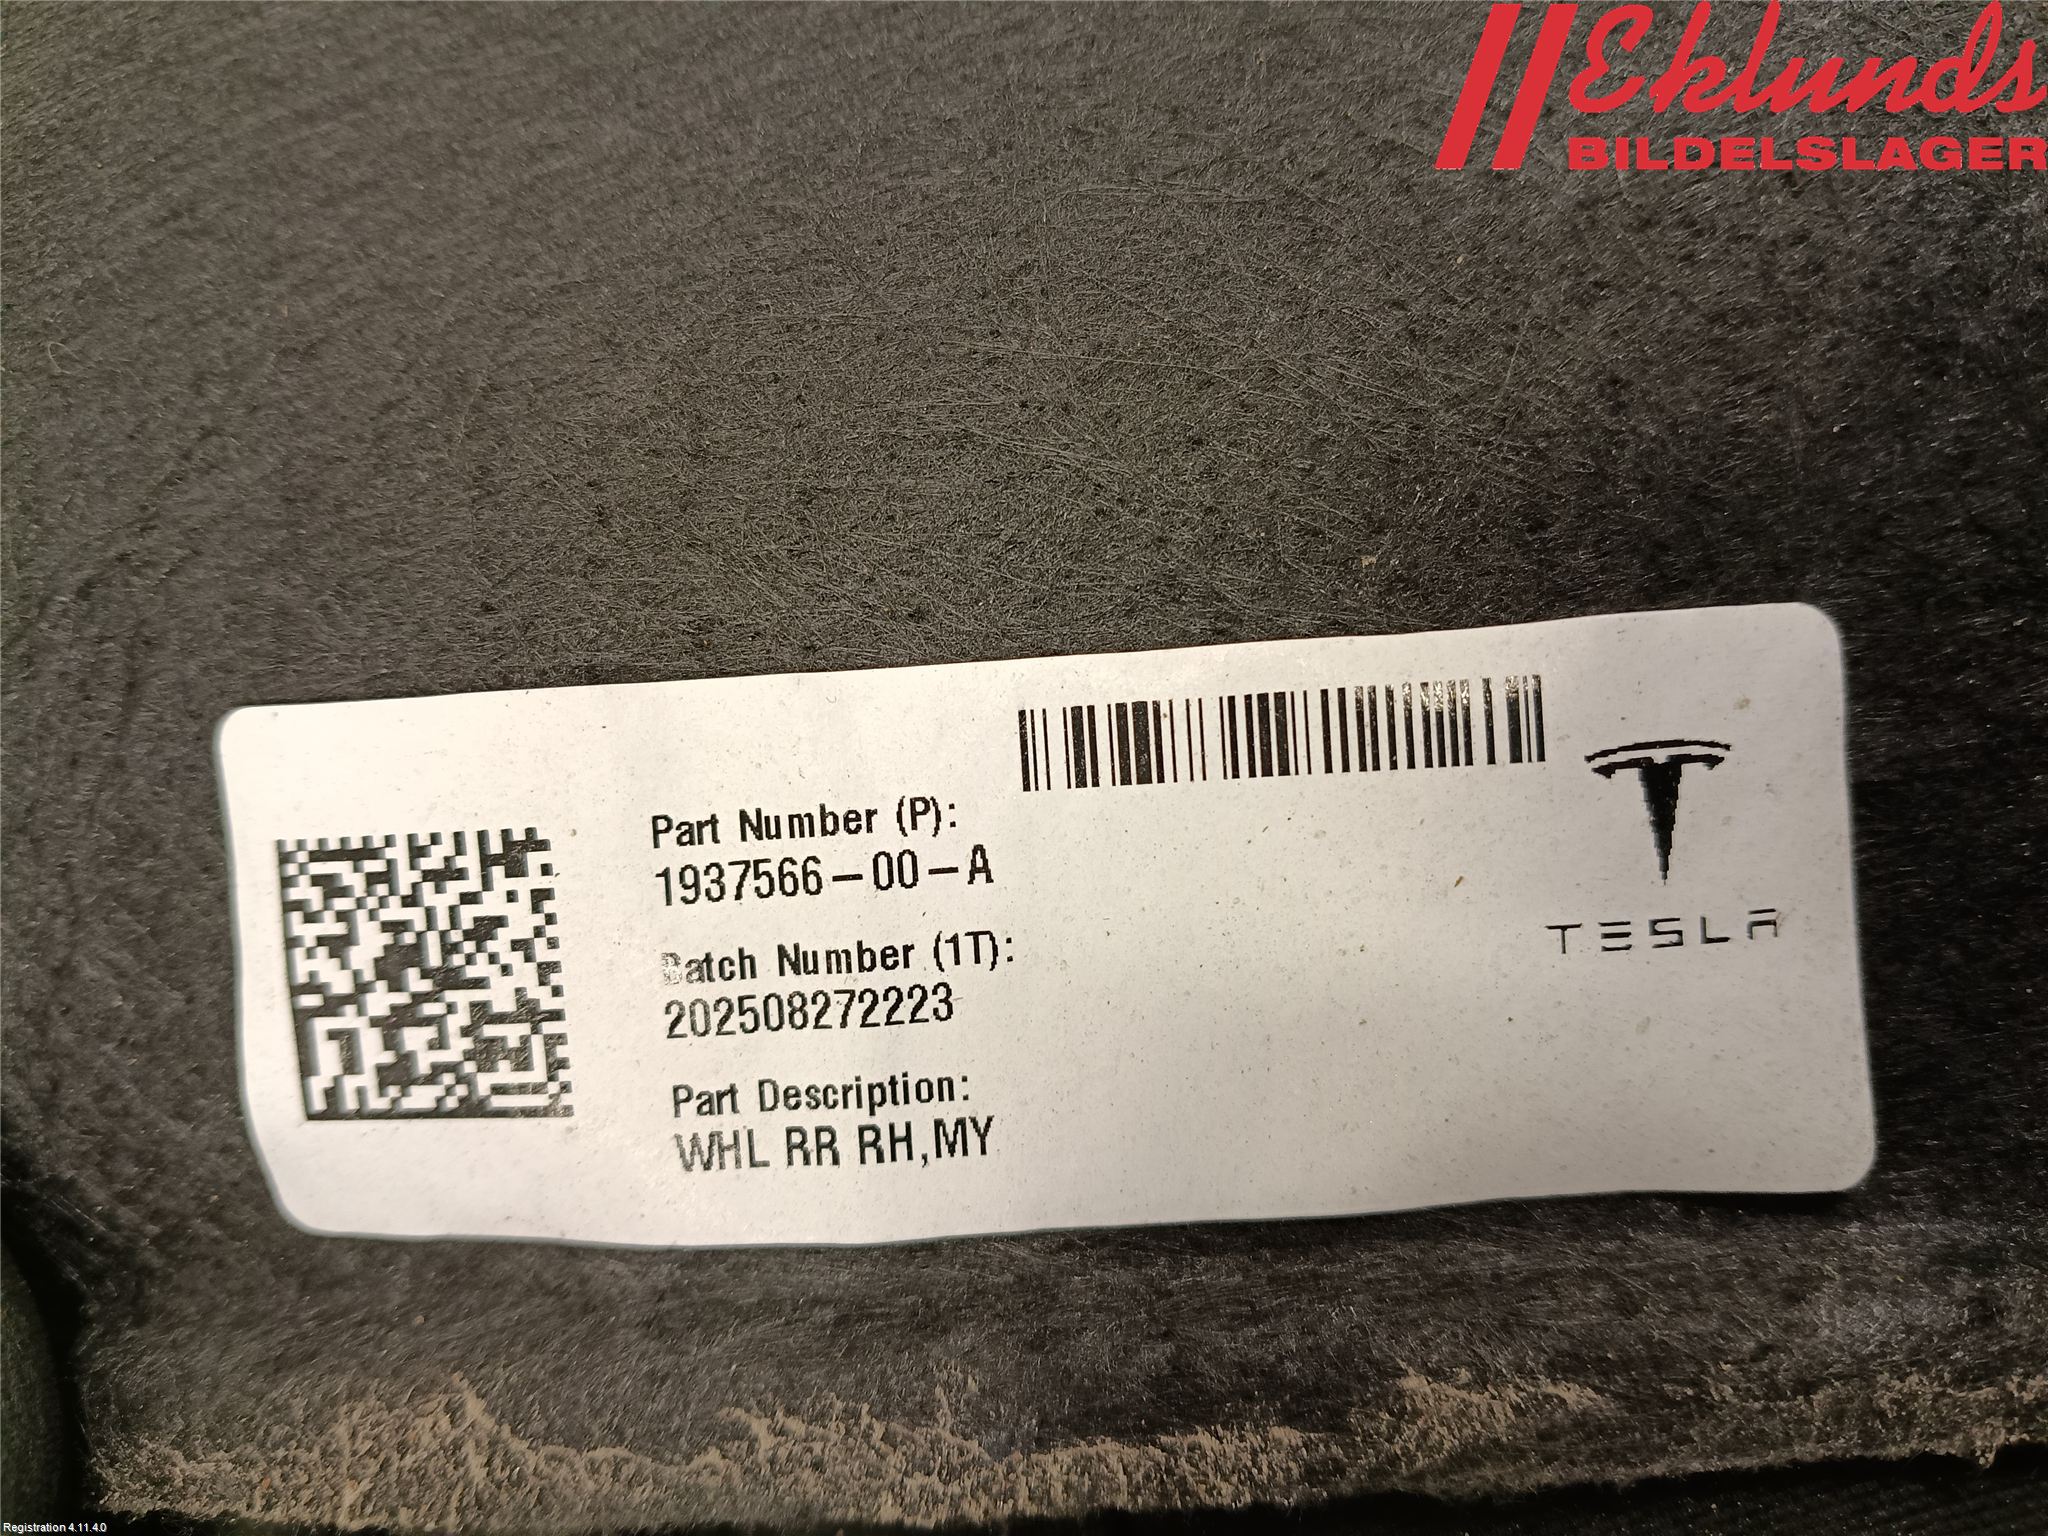 Eklunds
BILDELSLAGER
Part Number (P):
1937566-00-A
Batch Number (1T):
202508272223
Part Description:
WHL RR RH,MY
TESLA
Registration 4.11.4.0